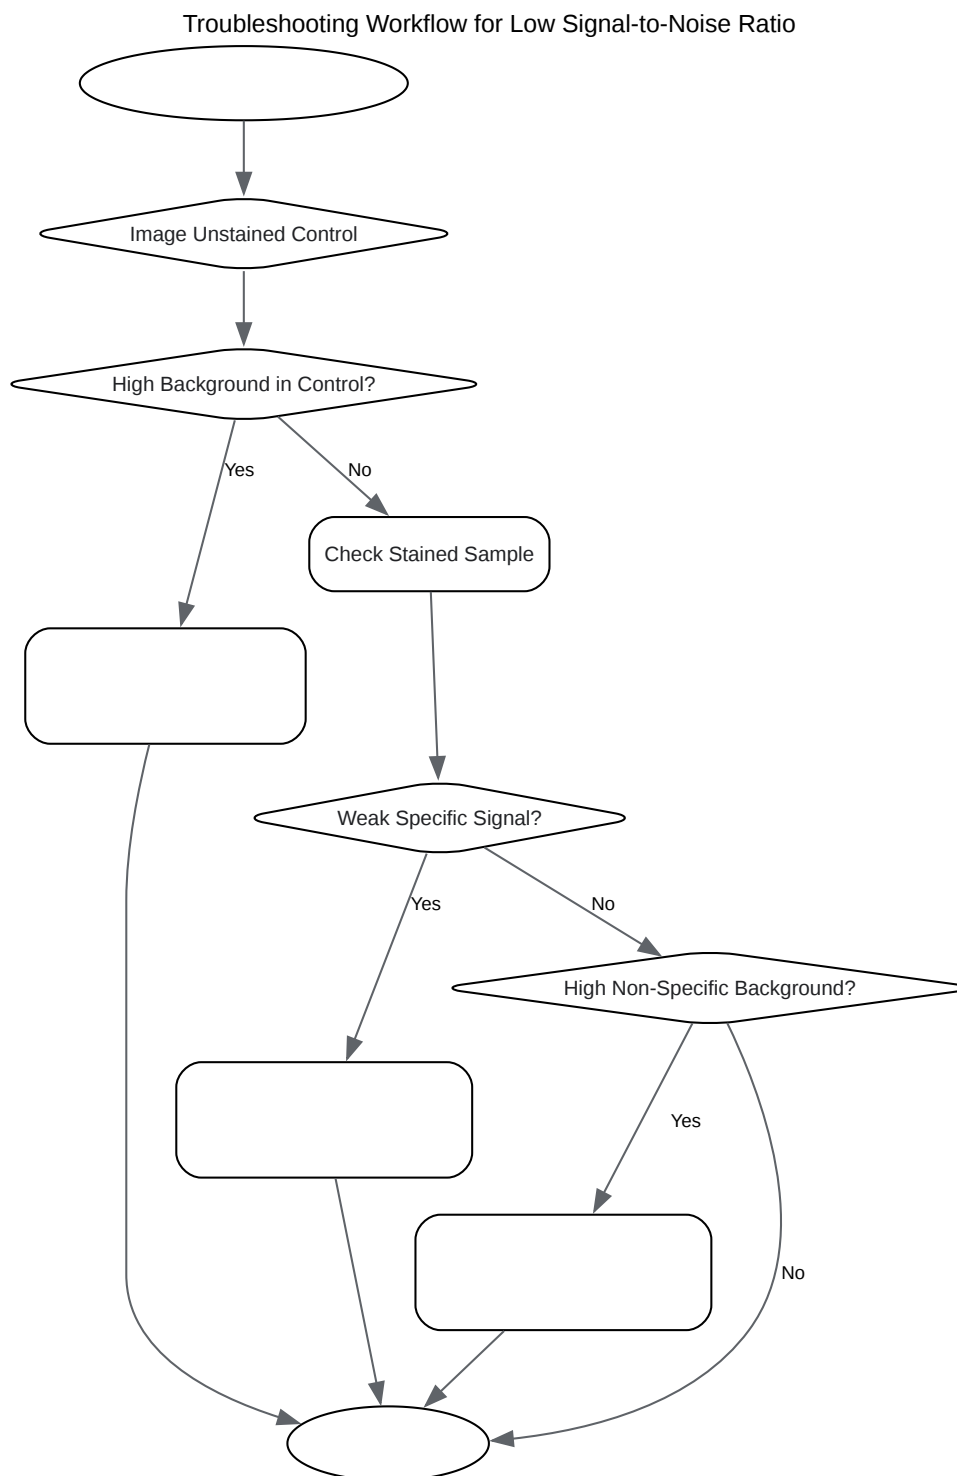 Troubleshooting Workflow for Low Signal-to-Noise Ratio
Image Unstained Control
High Background in Control?
Yes
No
Check Stained Sample
Weak Specific Signal?
Yes
No
High Non-Specific Background?
Yes
No